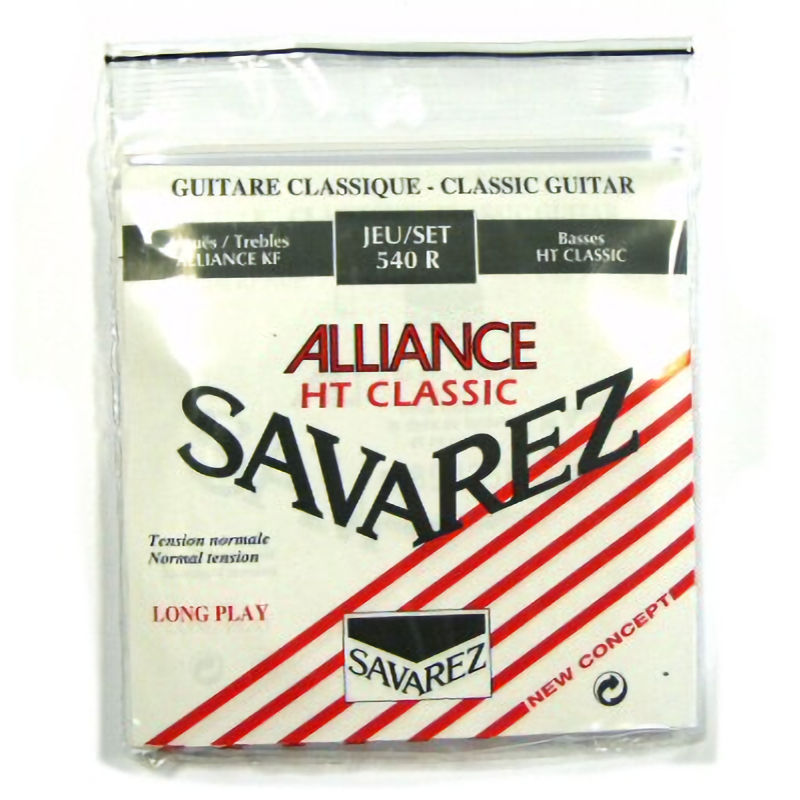 GUITARE CLASSIQUE - CLASSIC GUITAR
/ Trebles
ALLIANCE KF
JEU/SET
540 R
Basses
HT CLASSIC
ALLIANCE
HT CLASSIC
SAVAREZ
Tension normale
Normal tension
LONG PLAY
SAVAREZ
NEW CONCEPT!